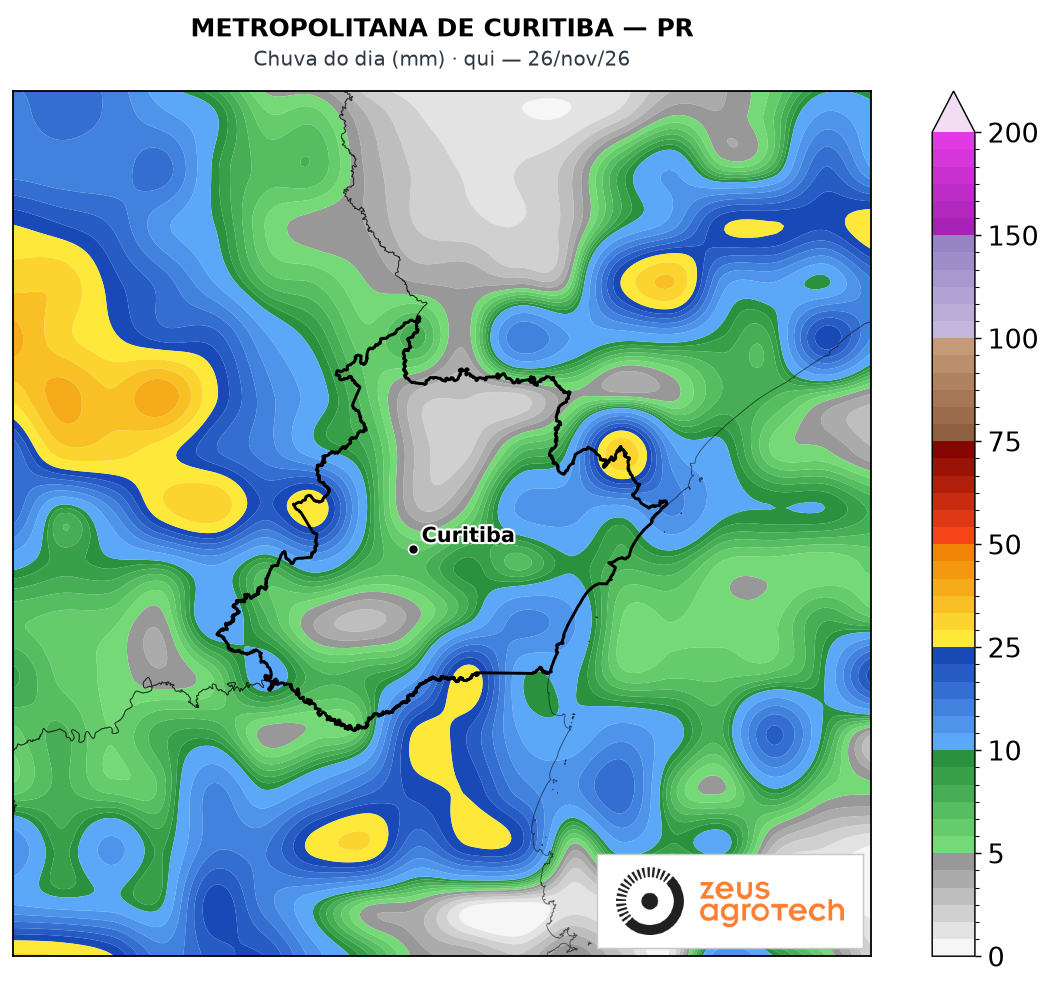 METROPOLITANA DE CURITIBA — PR
Chuva do dia (mm) · qui — 26/nov/26
200
150
100
75
50
25
10
5
0
Curitiba
zeus
agrotech